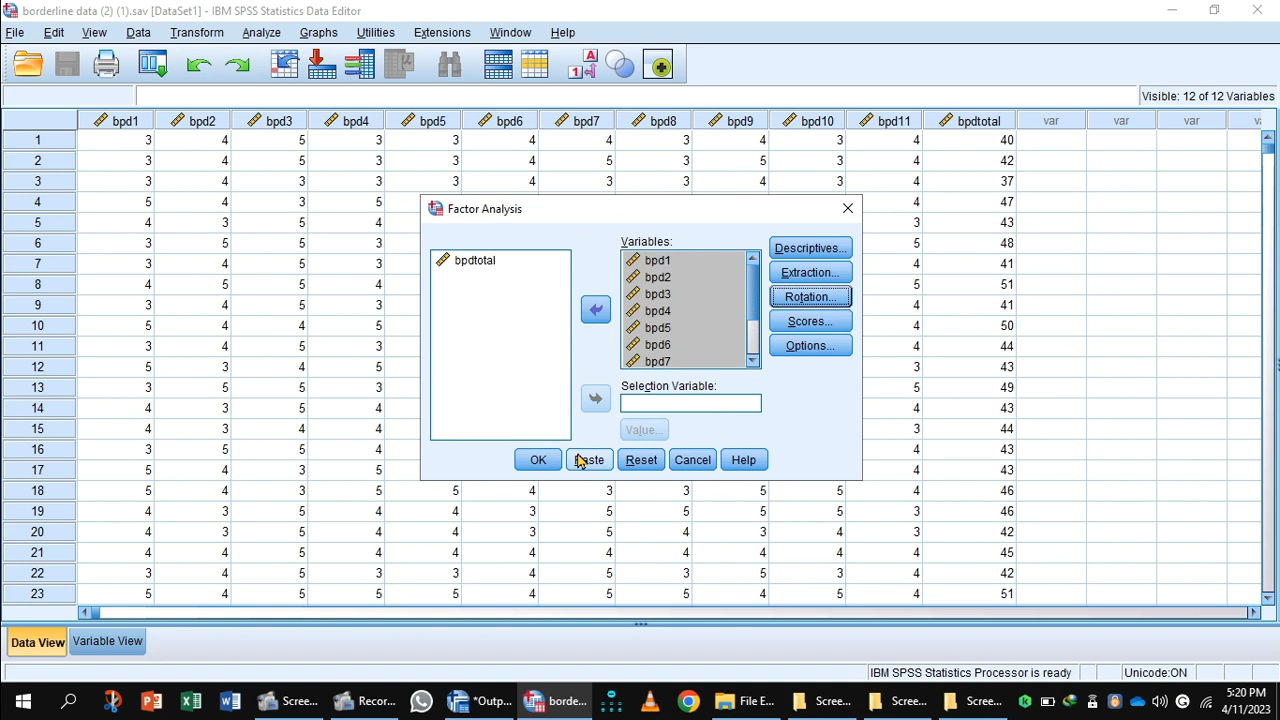 borderline data (2) (1).sav [DataSet1] - IBM SPSS Statistics Data Editor
File Edit View Data Transform Analyze Graphs Utilities Extensions Window Help
Visible: 12 of 12 Variables
bpd1 bpd2 bpd3 bpd4 bpd5 bpd6 bpd7 bpd8 bpd9 bpd10 bpd11 bpdtotal var var var
1 3 4 5 3 3 4 4 3 5 3 4 40
2 3 4 5 3 3 4 5 3 5 3 4 42
3 3 4 3 3 3 4 3 3 4 3 4 37
4 5 4 3 5 4 47
5 4 3 5 4 3 43
6 3 5 5 3 5 48
7 3 4 5 3 4 41
8 4 5 5 4 5 51
9 3 4 5 3 4 41
10 5 4 4 5 4 50
11 3 4 5 3 4 44
12 5 3 4 5 4 43
13 3 5 3 5 5 49
14 4 3 5 4 4 43
15 4 3 5 4 3 44
16 3 5 5 3 4 43
17 5 4 3 5 4 43
18 5 4 3 5 5 4 3 3 5 5 4 46
19 4 3 5 4 4 3 5 5 5 5 3 46
20 4 3 5 4 4 3 5 4 3 4 3 42
21 4 4 5 4 4 4 4 4 4 4 4 45
22 3 4 5 3 3 4 5 3 5 3 4 42
23 5 4 5 5 5 4 5 5 4 5 4 51
Factor Analysis
bpdtotal
Variables:
bpd1
bpd2
bpd3
bpd4
bpd5
bpd6
bpd7
Descriptives...
Extraction...
Rotation...
Scores...
Options...
Selection Variable:
Value...
OK Reset Cancel Help
Data View Variable View
IBM SPSS Statistics Processor is ready Unicode:ON
Scree... Recor... *Outp... borde... File E... Scree... Scree... Scree...
5:20 PM
4/11/2023